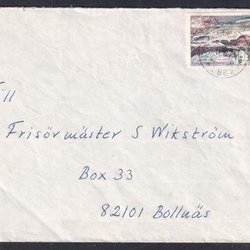 Frisörmäster S Wikström
Box 33
82101 Bollnäs